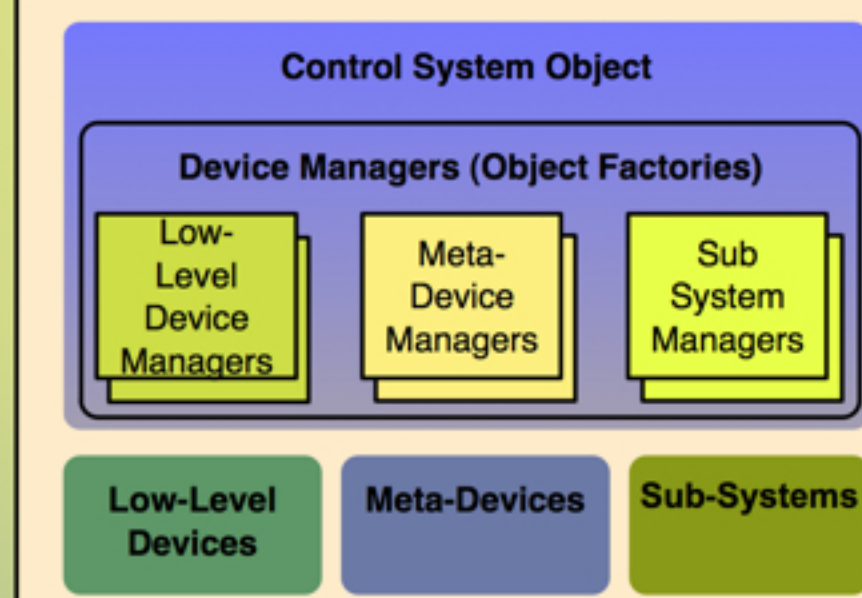 Control System Object
Device Managers (Object Factories)
Low-
Level
Device
Managers
Meta-
Device
Managers
Sub
System
Managers
Low-Level
Devices
Meta-Devices
Sub-Systems